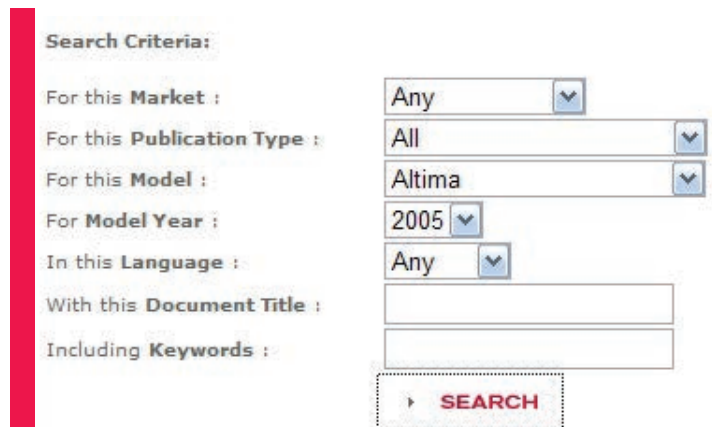 Search Criteria:
For this Market : Any
For this Publication Type : All
For this Model : Altima
For Model Year : 2005
In this Language : Any
With this Document Title :
Including Keywords :
SEARCH